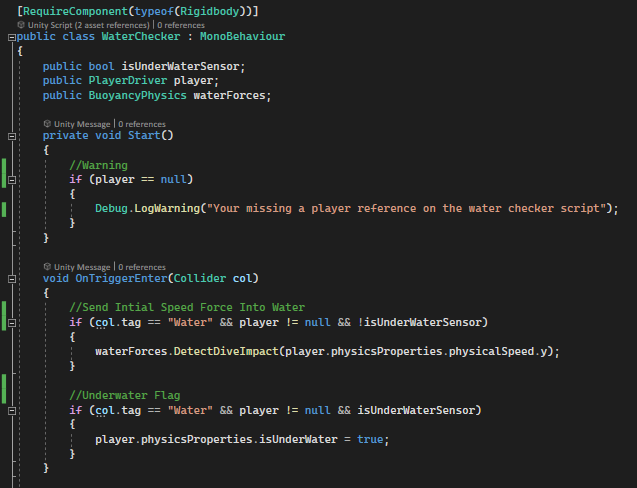 [RequireComponent(typeof(Rigidbody))]
Unity Script (2 asset references) | 0 references
public class WaterChecker : MonoBehaviour
{
public bool isUnderWaterSensor;
public PlayerDriver player;
public BuoyancyPhysics waterForces;
Unity Message | 0 references
private void Start()
{
//Warning
if (player == null)
{
Debug.LogWarning("Your missing a player reference on the water checker script");
}
}
Unity Message | 0 references
void OnTriggerEnter(Collider col)
{
//Send Intial Speed Force Into Water
if (col.tag == "Water" && player != null && !isUnderWaterSensor)
{
waterForces.DetectDiveImpact(player.physicsProperties.physicalSpeed.y);
}
//Underwater Flag
if (col.tag == "Water" && player != null && isUnderWaterSensor)
{
player.physicsProperties.isUnderWater = true;
}
}